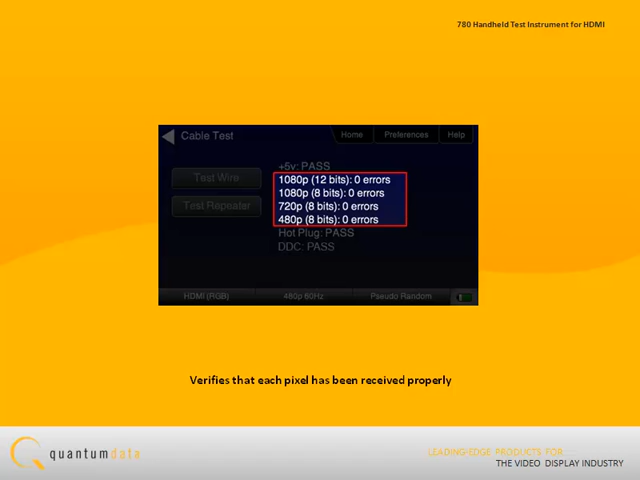 780 Handheld Test Instrument for HDMI
Cable Test
Home Preferences Help
Test Wire
Test Repeater
+5v: PASS
1080p (12 bits): 0 errors
1080p (8 bits): 0 errors
720p (8 bits): 0 errors
480p (8 bits): 0 errors
Hot Plug: PASS
DDC: PASS
HDMI (RGB) 480p 60Hz Pseudo Random
Verifies that each pixel has been received properly
quantumdata
LEADING-EDGE PRODUCTS FOR
THE VIDEO DISPLAY INDUSTRY